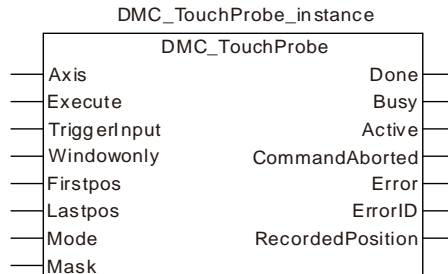 DMC_TouchProbe_instance
DMC_TouchProbe
Axis Done
Execute Busy
TriggerInput Active
Windowonly CommandAborted
Firstpos Error
Lastpos ErrorID
Mode RecordedPosition
Mask